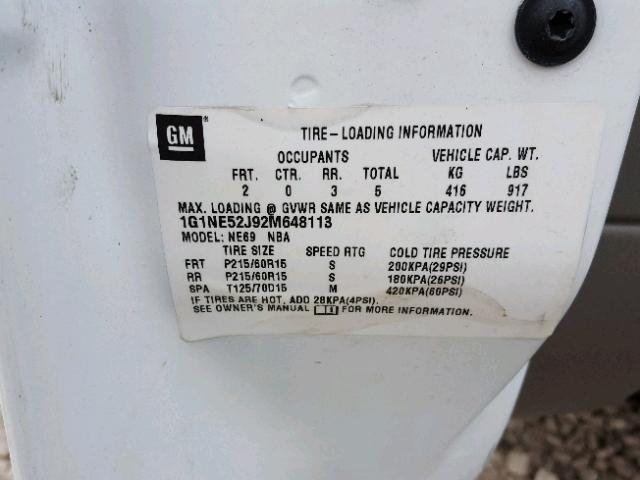 GM
TIRE-LOADING INFORMATION
OCCUPANTS VEHICLE CAP. WT.
FRT. CTR. RR. TOTAL KG LBS
2 0 3 5 416 917
MAX. LOADING @ GVWR SAME AS VEHICLE CAPACITY WEIGHT.
1G1NE52J92M648113
MODEL: NE69 NBA
TIRE SIZE SPEED RTG COLD TIRE PRESSURE
FRT P215/60R15 S 200KPA(29PSI)
RR P215/60R15 S 180KPA(26PSI)
SPA T125/70D15 M 420KPA(60PSI)
IF TIRES ARE HOT, ADD 28KPA(4PSI).
SEE OWNER'S MANUAL FOR MORE INFORMATION.